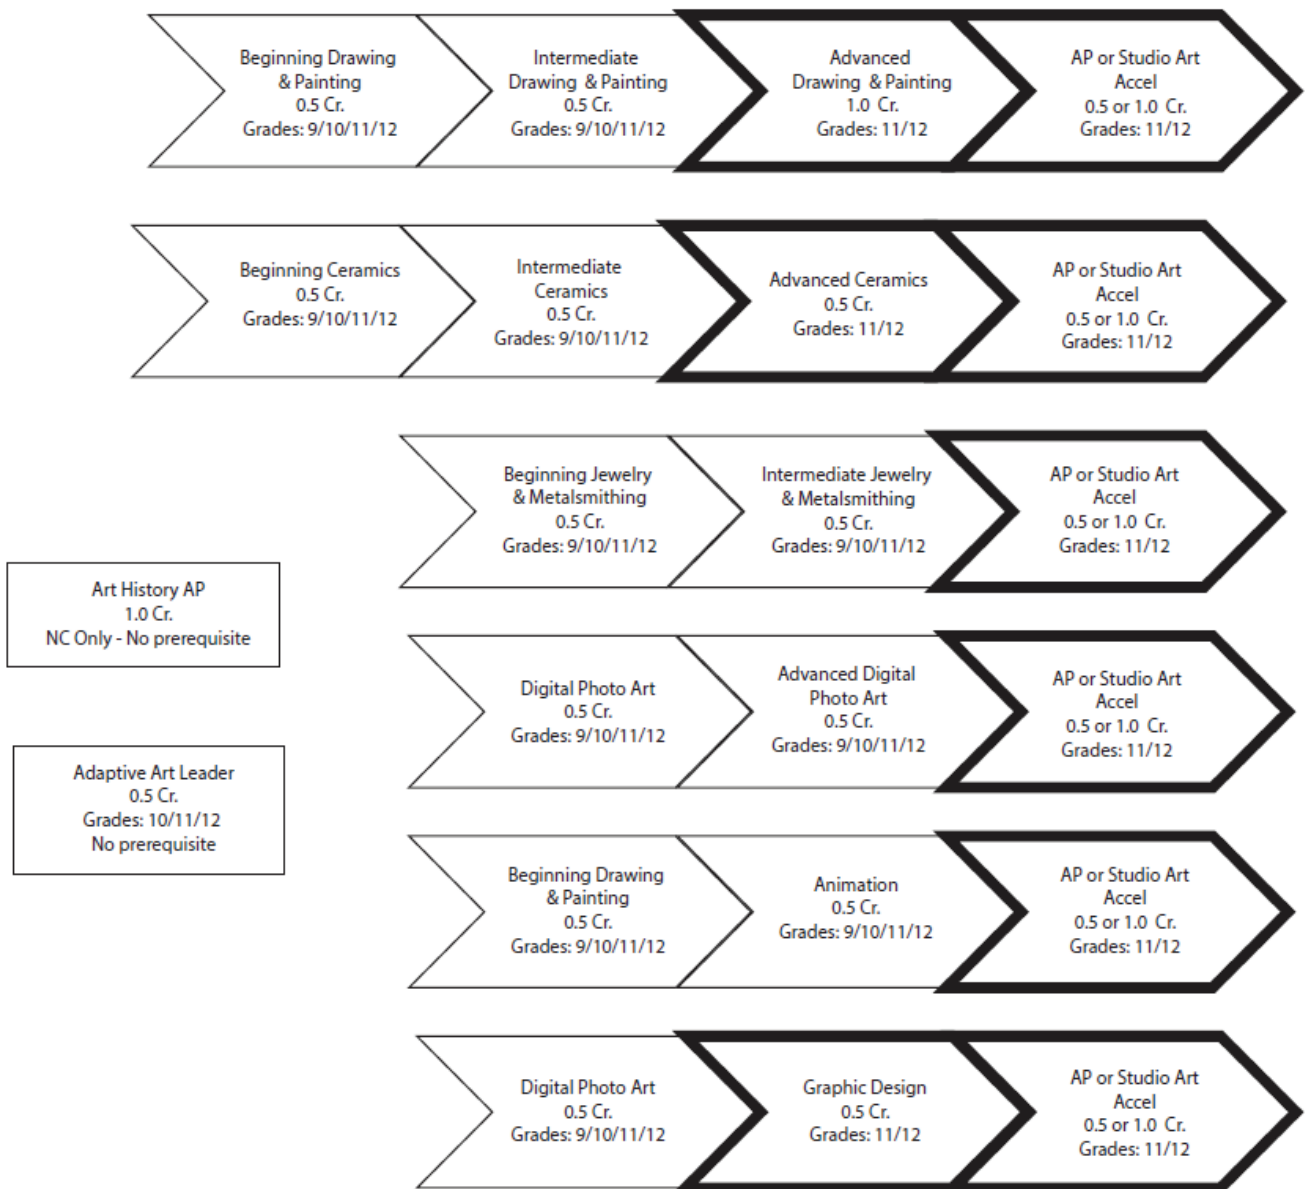 Beginning Drawing
& Painting
0.5 Cr.
Grades: 9/10/11/12
Intermediate
Drawing & Painting
0.5 Cr.
Grades: 9/10/11/12
Advanced
Drawing & Painting
1.0 Cr.
Grades: 11/12
AP or Studio Art
Accel
0.5 or 1.0 Cr.
Grades: 11/12
Beginning Ceramics
0.5 Cr.
Grades: 9/10/11/12
Intermediate
Ceramics
0.5 Cr.
Grades: 9/10/11/12
Advanced Ceramics
0.5 Cr.
Grades: 11/12
AP or Studio Art
Accel
0.5 or 1.0 Cr.
Grades: 11/12
Beginning Jewelry
& Metalsmithing
0.5 Cr.
Grades: 9/10/11/12
Intermediate Jewelry
& Metalsmithing
0.5 Cr.
Grades: 9/10/11/12
AP or Studio Art
Accel
0.5 or 1.0 Cr.
Grades: 11/12
Art History AP
1.0 Cr.
NC Only - No prerequisite
Digital Photo Art
0.5 Cr.
Grades: 9/10/11/12
Advanced Digital
Photo Art
0.5 Cr.
Grades: 9/10/11/12
AP or Studio Art
Accel
0.5 or 1.0 Cr.
Grades: 11/12
Adaptive Art Leader
0.5 Cr.
Grades: 10/11/12
No prerequisite
Beginning Drawing
& Painting
0.5 Cr.
Grades: 9/10/11/12
Animation
0.5 Cr.
Grades: 9/10/11/12
AP or Studio Art
Accel
0.5 or 1.0 Cr.
Grades: 11/12
Digital Photo Art
0.5 Cr.
Grades: 9/10/11/12
Graphic Design
0.5 Cr.
Grades: 11/12
AP or Studio Art
Accel
0.5 or 1.0 Cr.
Grades: 11/12